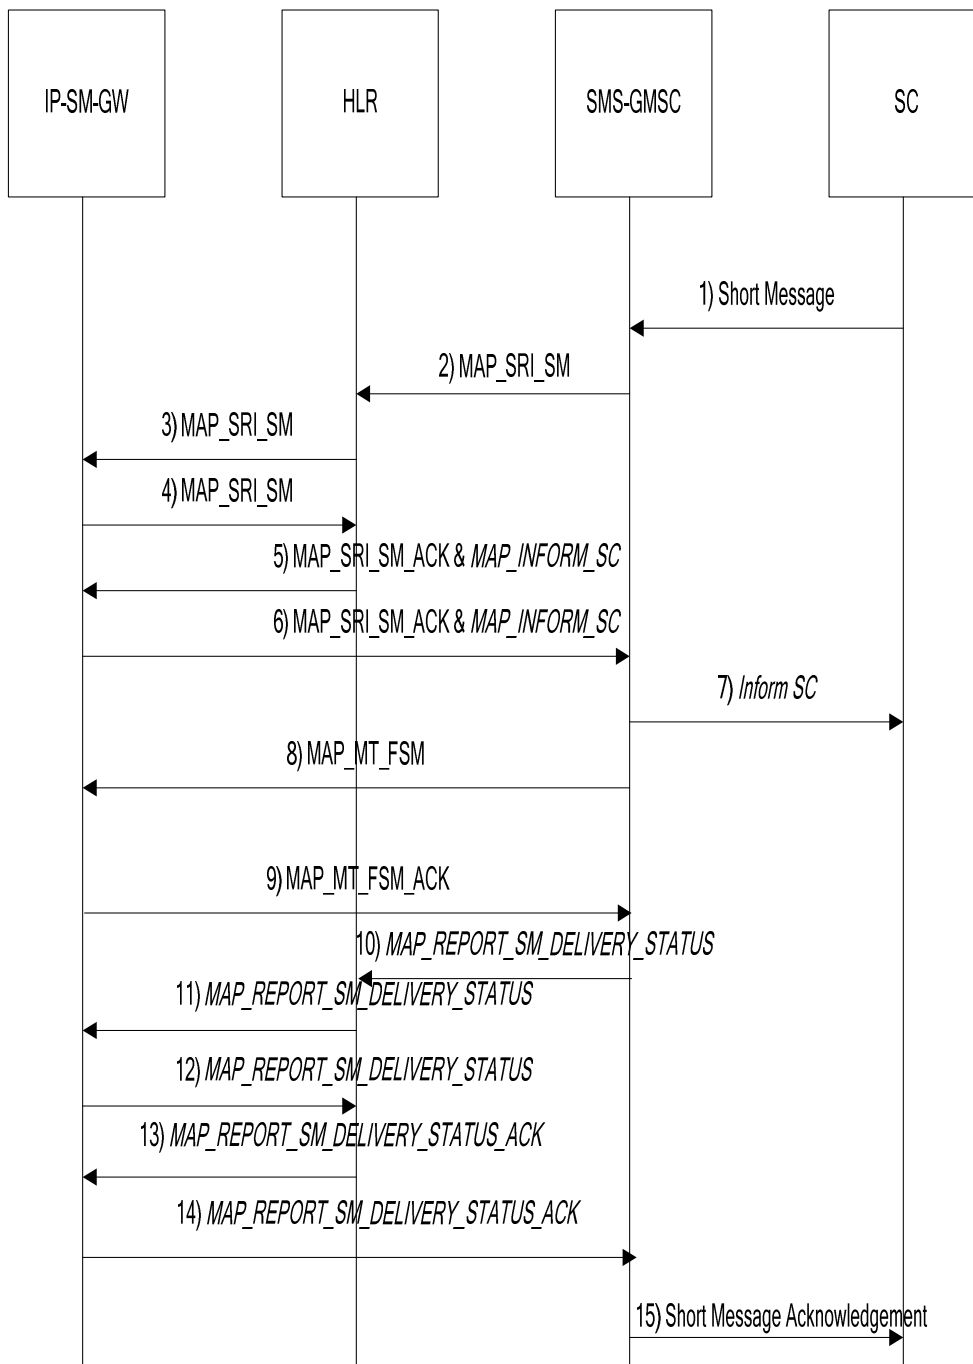 IP-SM-GW
HLR
SMS-GMSC
SC
1) Short Message
2) MAP_SRI_SM
3) MAP_SRI_SM
4) MAP_SRI_SM
5) MAP_SRI_SM_ACK & MAP_INFORM_SC
6) MAP_SRI_SM_ACK & MAP_INFORM_SC
7) Inform SC
8) MAP_MT_FSM
9) MAP_MT_FSM_ACK
10) MAP_REPORT_SM_DELIVERY_STATUS
11) MAP_REPORT_SM_DELIVERY_STATUS
12) MAP_REPORT_SM_DELIVERY_STATUS
13) MAP_REPORT_SM_DELIVERY_STATUS_ACK
14) MAP_REPORT_SM_DELIVERY_STATUS_ACK
15) Short Message Acknowledgement